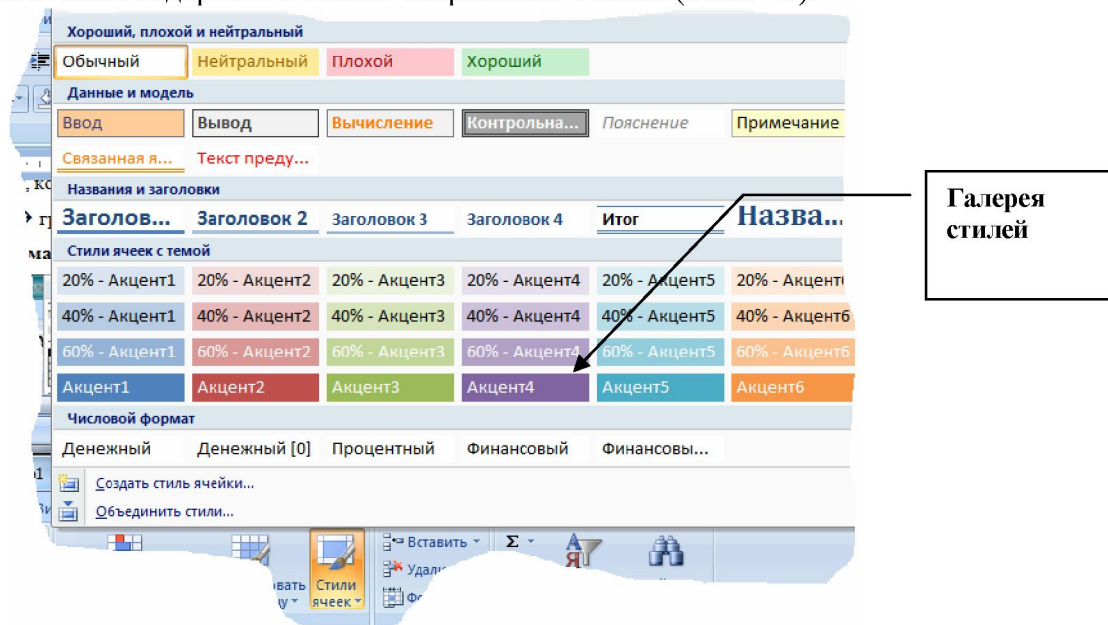 Хороший, плохой и нейтральный
Обычный Нейтральный Плохой Хороший
Данные и модель
Ввод Вывод Вычисление Контрольна... Пояснение Примечание
Связанная я... Текст преду...
Названия и заголовки
Заголов... Заголовок 2 Заголовок 3 Заголовок 4 Итог Назва...
Стили ячеек с темой
20% - Акцент1 20% - Акцент2 20% - Акцент3 20% - Акцент4 20% - Акцент5 20% - Акцент
40% - Акцент1 40% - Акцент2 40% - Акцент3 40% - Акцент4 40% - Акцент5 40% - Акцент6
60% - Акцент1 60% - Акцент2 60% - Акцент3 60% - Акцент4 60% - Акцент5 60% - Акцент6
Акцент1 Акцент2 Акцент3 Акцент4 Акцент5 Акцент6
Числовой формат
Денежный Денежный [0] Процентный Финансовый Финансовы...
Создать стиль ячейки...
Объединить стили...
Вставить Σ
Стили
ячеек
Галерея
стилей